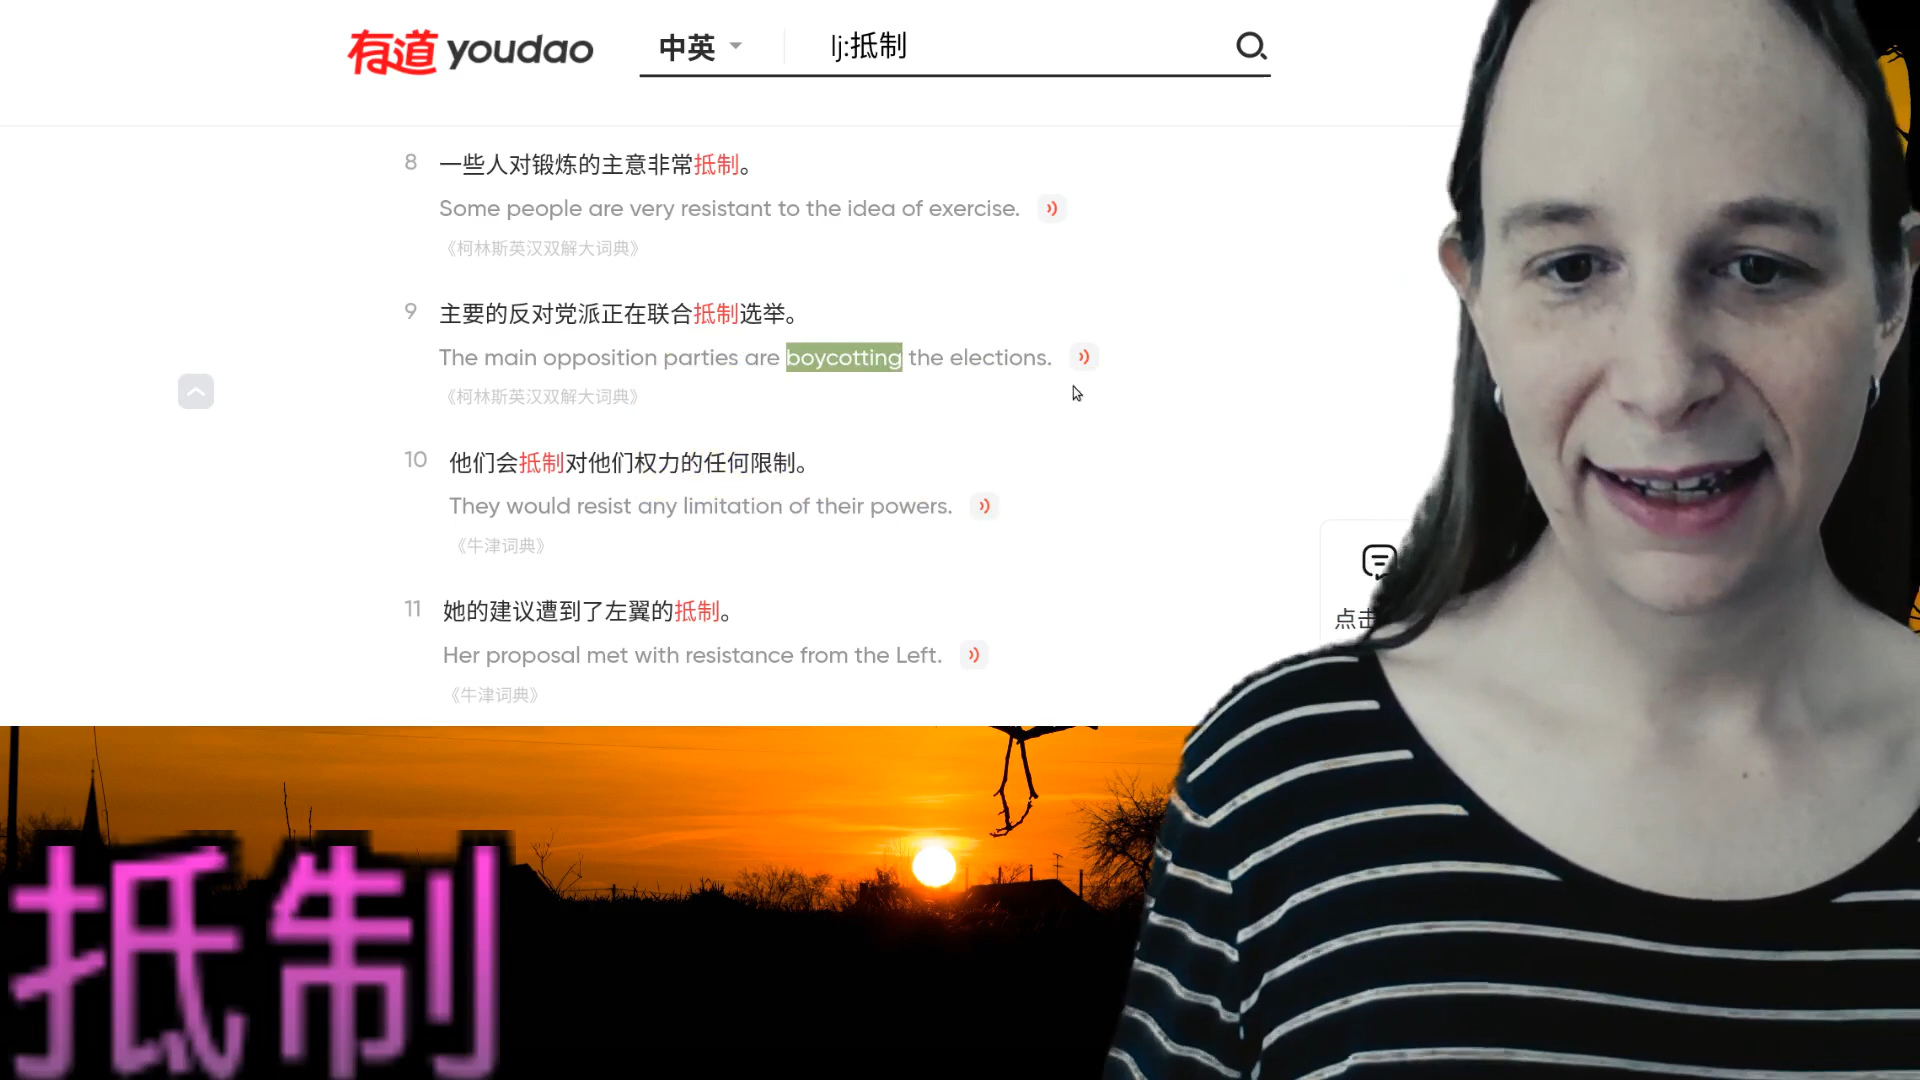 有道 youdao
中英
lj:抵制
8 一些人对锻炼的主意非常抵制。
Some people are very resistant to the idea of exercise.
《柯林斯英汉双解大词典》
9 主要的反对党派正在联合抵制选举。
The main opposition parties are boycotting the elections.
《柯林斯英汉双解大词典》
10 他们会抵制对他们权力的任何限制。
They would resist any limitation of their powers.
《牛津词典》
11 她的建议遭到了左翼的抵制。
Her proposal met with resistance from the Left.
《牛津词典》
点击
抵制